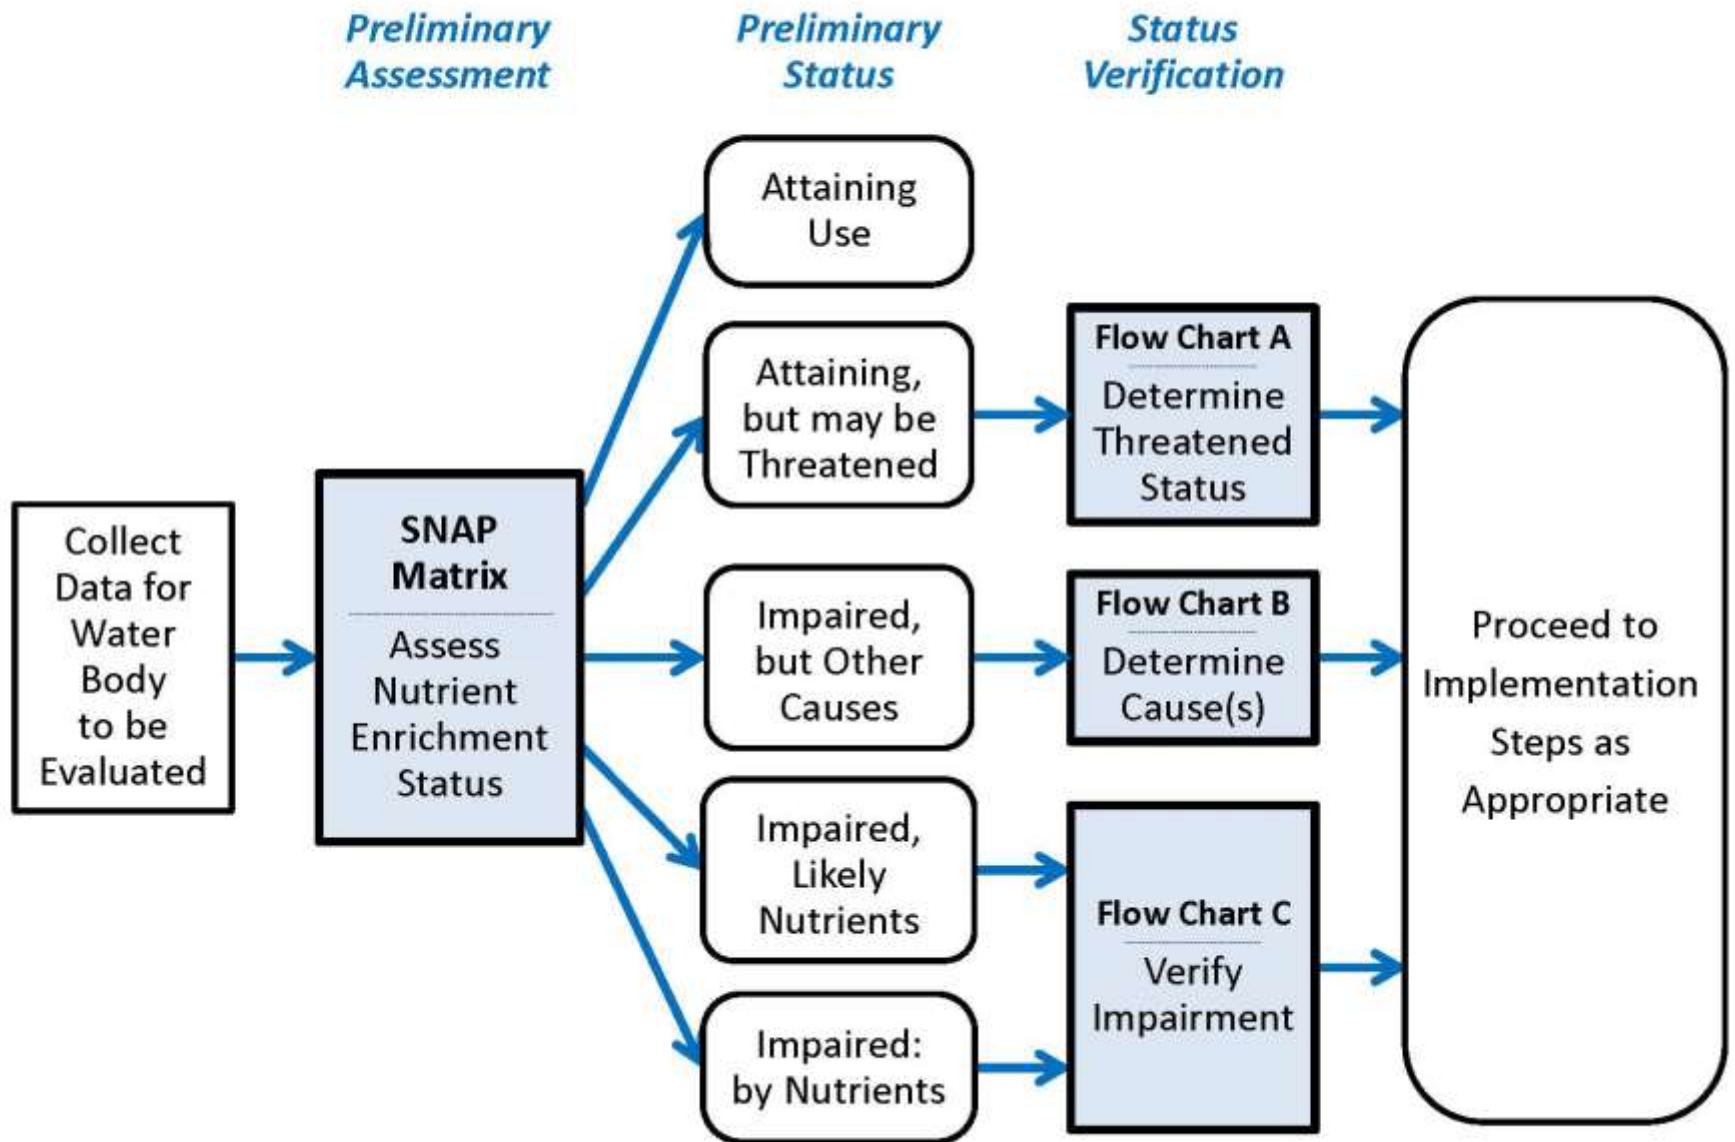 Preliminary
Assessment
Preliminary
Status
Status
Verification
Collect
Data for
Water
Body
to be
Evaluated
SNAP
Matrix
Assess
Nutrient
Enrichment
Status
Attaining
Use
Attaining,
but may be
Threatened
Impaired,
but Other
Causes
Impaired,
Likely
Nutrients
Impaired:
by Nutrients
Flow Chart A
Determine
Threatened
Status
Flow Chart B
Determine
Cause(s)
Flow Chart C
Verify
Impairment
Proceed to
Implementation
Steps as
Appropriate